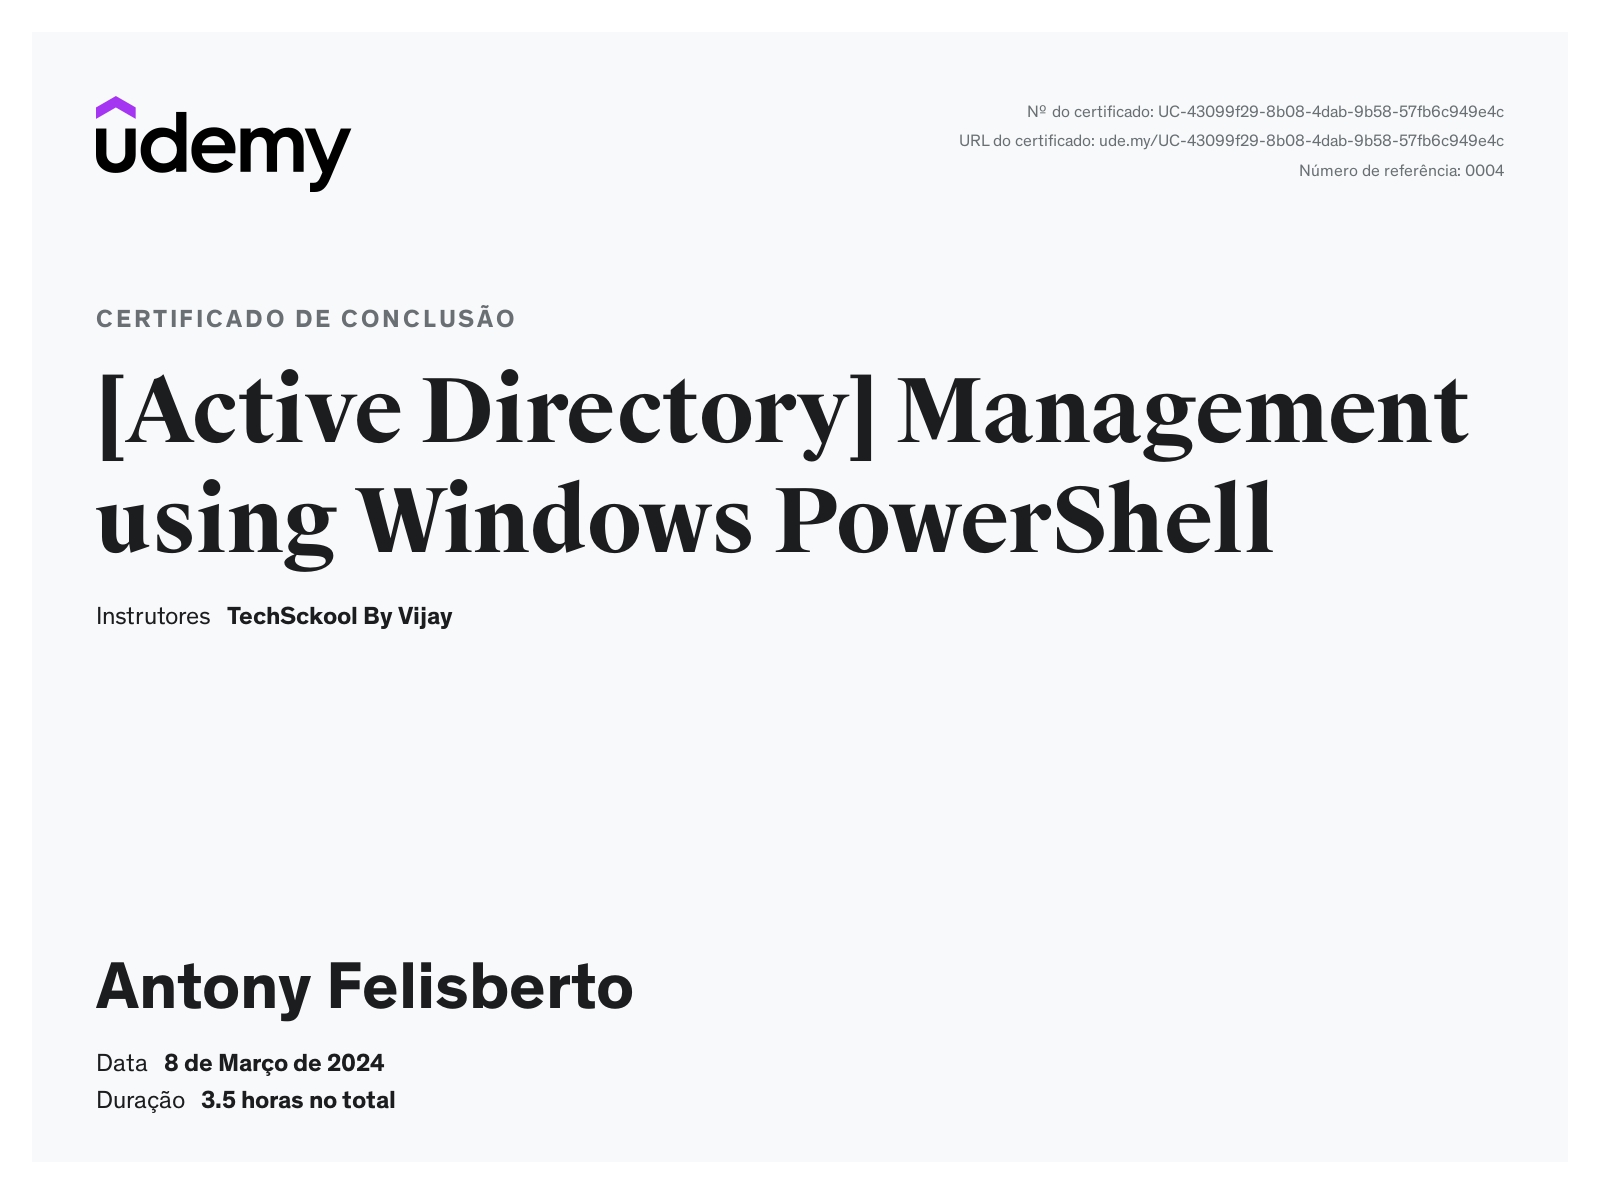 udemy
Nº do certificado: UC-43099f29-8b08-4dab-9b58-57fb6c949e4c
URL do certificado: ude.my/UC-43099f29-8b08-4dab-9b58-57fb6c949e4c
Número de referência: 0004
CERTIFICADO DE CONCLUSÃO
[Active Directory] Management
using Windows PowerShell
Instrutores TechSckool By Vijay
Antony Felisberto
Data 8 de Março de 2024
Duração 3.5 horas no total